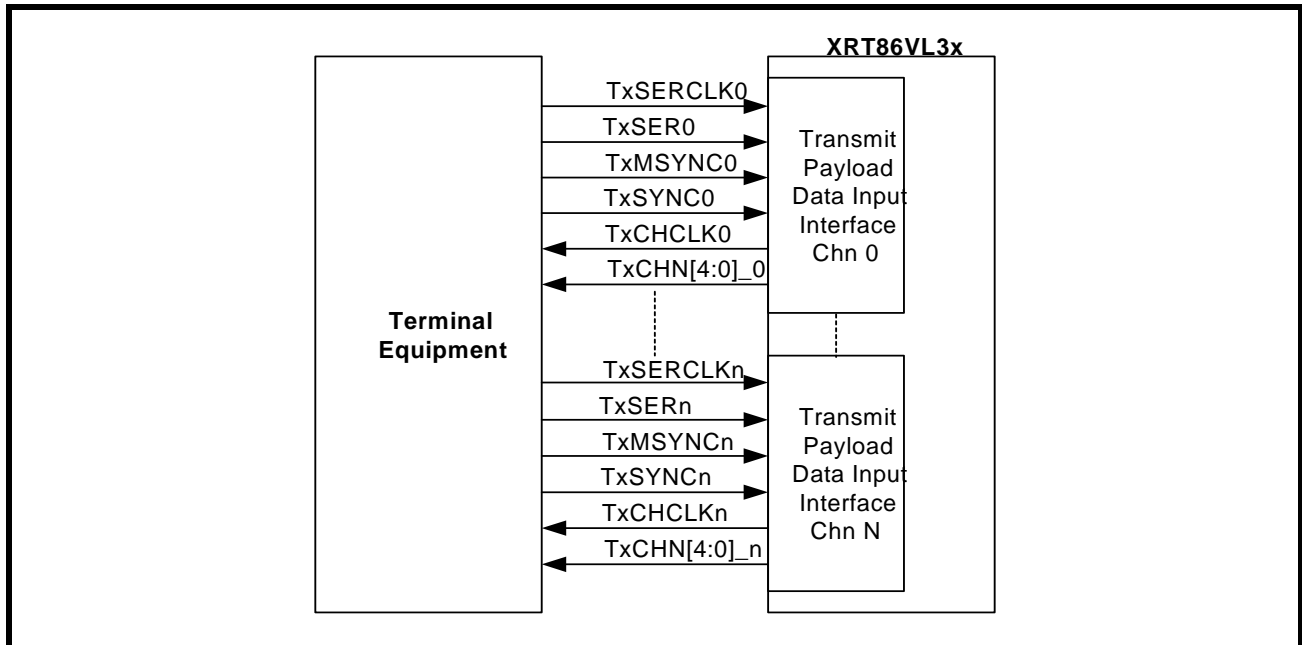 XRT86VL3x
TxSERCLK0
TxSER0
TxMSYNC0
TxSYNC0
TxCHCLK0
TxCHN[4:0]_0
Transmit
Payload
Data Input
Interface
Chn 0
Terminal
Equipment
TxSERCLKn
TxSERn
TxMSYNCn
TxSYNCn
TxCHCLKn
TxCHN[4:0]_n
Transmit
Payload
Data Input
Interface
Chn N